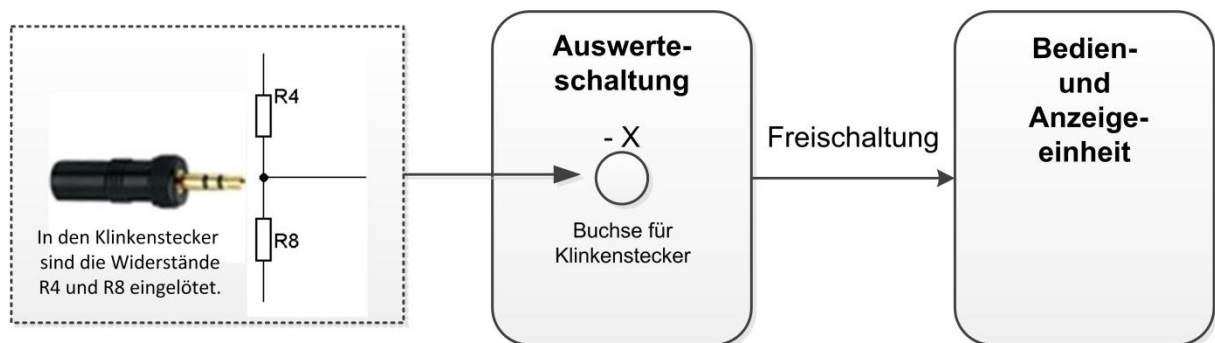 R4
R8
In den Klinkenstecker
sind die Widerstände
R4 und R8 eingelötet.
Auswerte-
schaltung
- X
Buchse für
Klinkenstecker
Freischaltung
Bedien-
und
Anzeige-
einheit